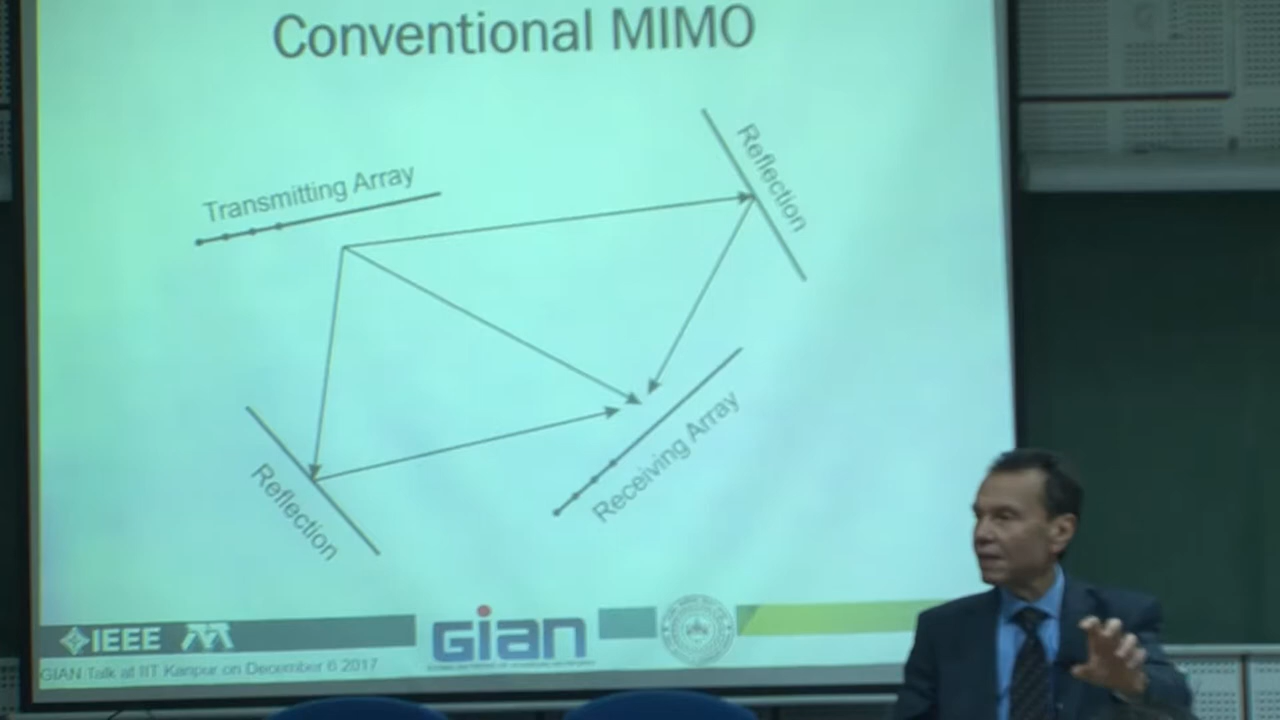 Conventional MIMO
Transmitting Array
Reflection
Reflection
Receiving Array
IEEE
Gian
GIAN Talk at IIT Kanpur on December 6 2017